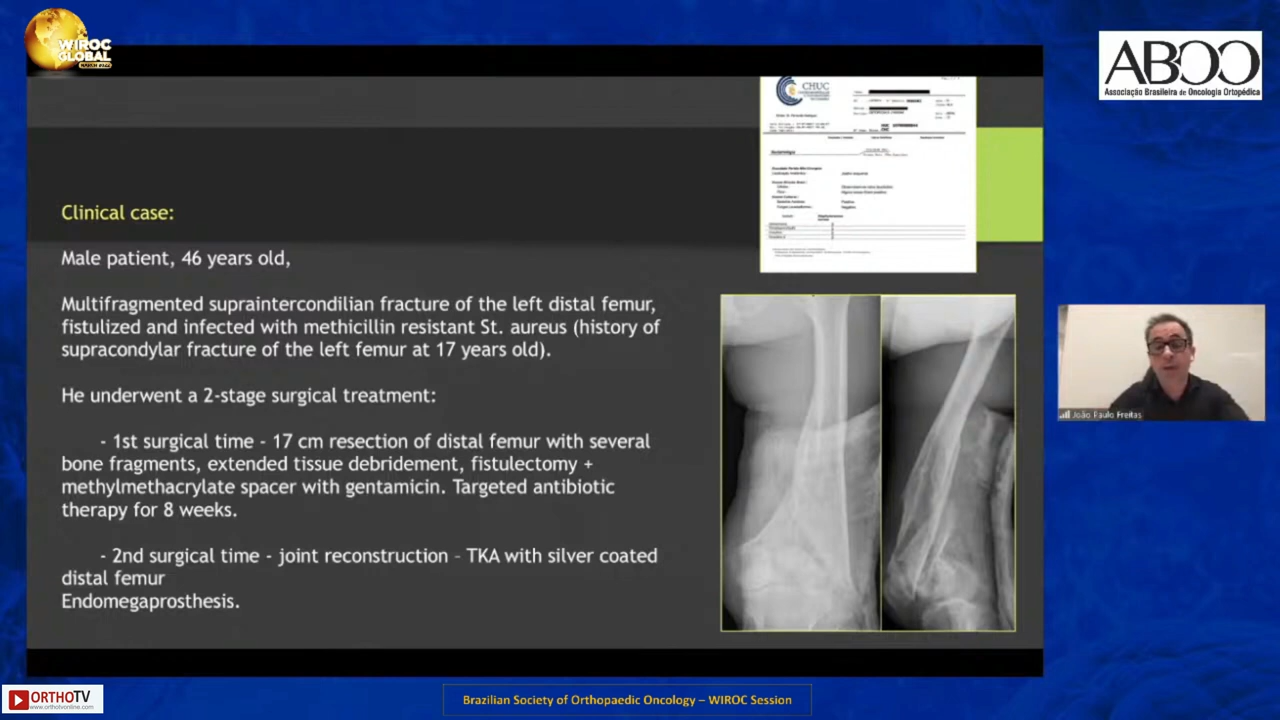 WIROC
GLOBAL
MARCH 2022
ABOO
Associação Brasileira de Oncologia Ortopédica
CHUC
Clinical case:
Male patient, 46 years old,
Multifragmented supraintercondilian fracture of the left distal femur,
fistulized and infected with methicillin resistant St. aureus (history of
supracondylar fracture of the left femur at 17 years old).
He underwent a 2-stage surgical treatment:
- 1st surgical time - 17 cm resection of distal femur with several
bone fragments, extended tissue debridement, fistulectomy +
methylmethacrylate spacer with gentamicin. Targeted antibiotic
therapy for 8 weeks.
- 2nd surgical time - joint reconstruction – TKA with silver coated
distal femur
Endomegaprosthesis.
João Paulo Freitas
ORTHOTV
www.orthotvonline.com
Brazilian Society of Orthopaedic Oncology – WIROC Session